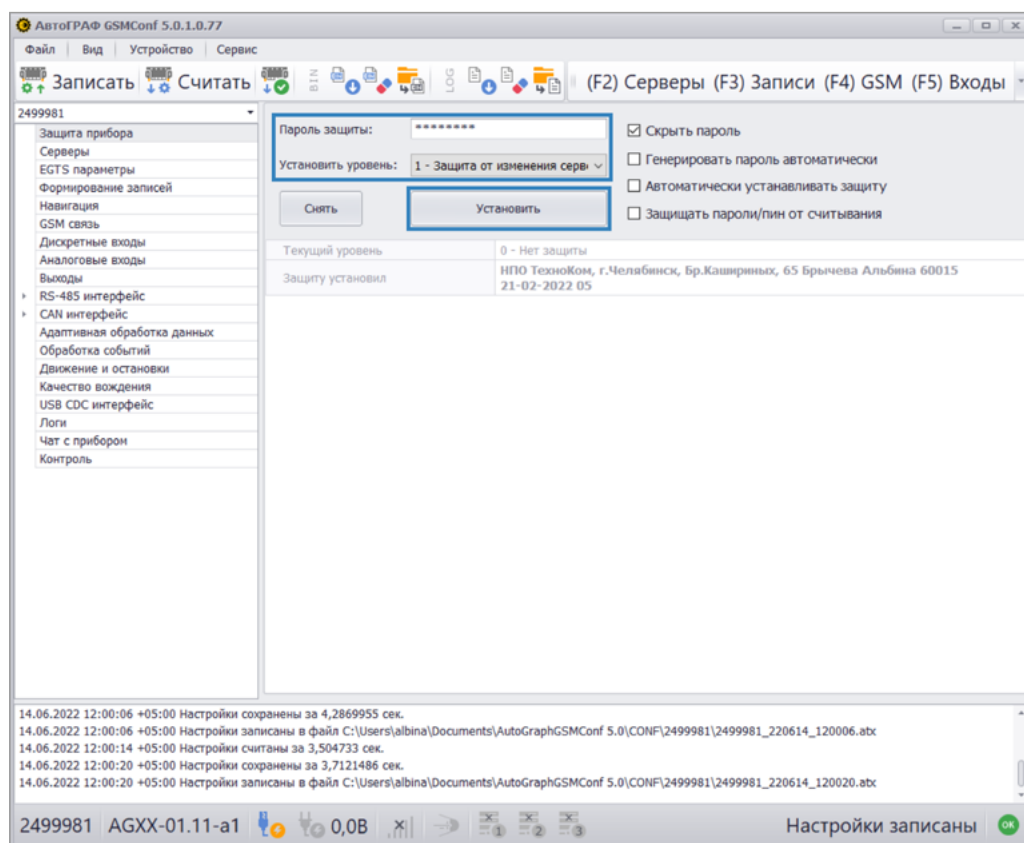 АвтоГРАФ GSMConf 5.0.1.0.77
Файл Вид Устройство Сервис
Записать Считать BIN LOG (F2) Серверы (F3) Записи (F4) GSM (F5) Входы
2499981
Защита прибора
Серверы
EGTS параметры
Формирование записей
Навигация
GSM связь
Дискретные входы
Аналоговые входы
Выходы
RS-485 интерфейс
CAN интерфейс
Адаптивная обработка данных
Обработка событий
Движение и остановки
Качество вождения
USB CDC интерфейс
Логи
Чат с прибором
Контроль
Пароль защиты: ********
Установить уровень: 1 - Защита от изменения серв
Снять Установить
Скрыть пароль
Генерировать пароль автоматически
Автоматически устанавливать защиту
Защищать пароли/пин от считывания
Текущий уровень 0 - Нет защиты
Защиту установил НПО ТехноКом, г.Челябинск, Бр.Кашириных, 65 Брычева Альбина 60015
21-02-2022 05
14.06.2022 12:00:06 +05:00 Настройки сохранены за 4,2869955 сек.
14.06.2022 12:00:06 +05:00 Настройки записаны в файл C:\Users\albina\Documents\AutoGraphGSMConf 5.0\CONF\2499981\2499981_220614_120006.atx
14.06.2022 12:00:14 +05:00 Настройки считаны за 3,504733 сек.
14.06.2022 12:00:20 +05:00 Настройки сохранены за 3,7121486 сек.
14.06.2022 12:00:20 +05:00 Настройки записаны в файл C:\Users\albina\Documents\AutoGraphGSMConf 5.0\CONF\2499981\2499981_220614_120020.atx
2499981 AGXX-01.11-a1 0,0В 1 2 3 Настройки записаны OK